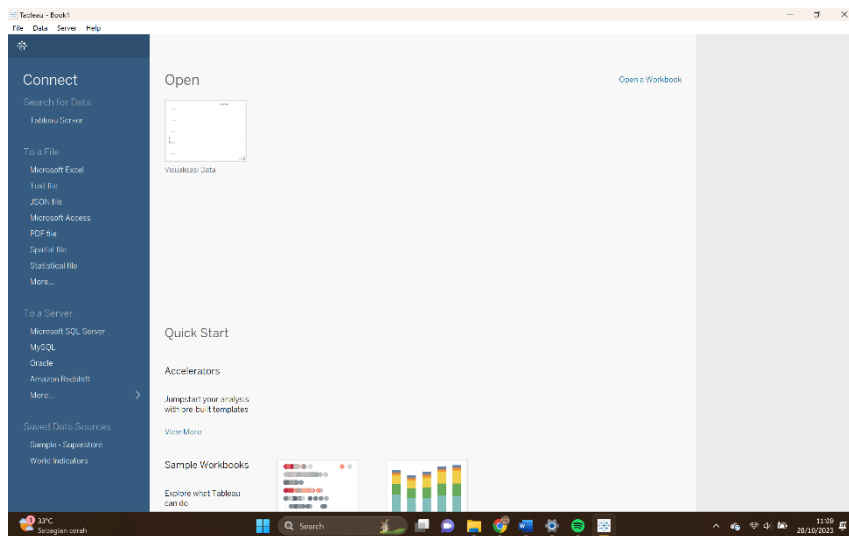 Tableau - Book1
File Data Server Help
Connect
Search for Data
Tableau Server
To a File
Microsoft Excel
Text file
JSON file
Microsoft Access
PDF file
Spatial file
Statistical file
More...
To a Server
Microsoft SQL Server
MySQL
Oracle
Amazon Redshift
More...
Saved Data Sources
Sample - Superstore
World Indicators
Open
Open a Workbook
Visualisasi Data
Quick Start
Accelerators
Jumpstart your analysis
with pre-built templates
View More
Sample Workbooks
Explore what Tableau
can do
33°C
Sebagian cerah
Search
11:09
28/10/2023